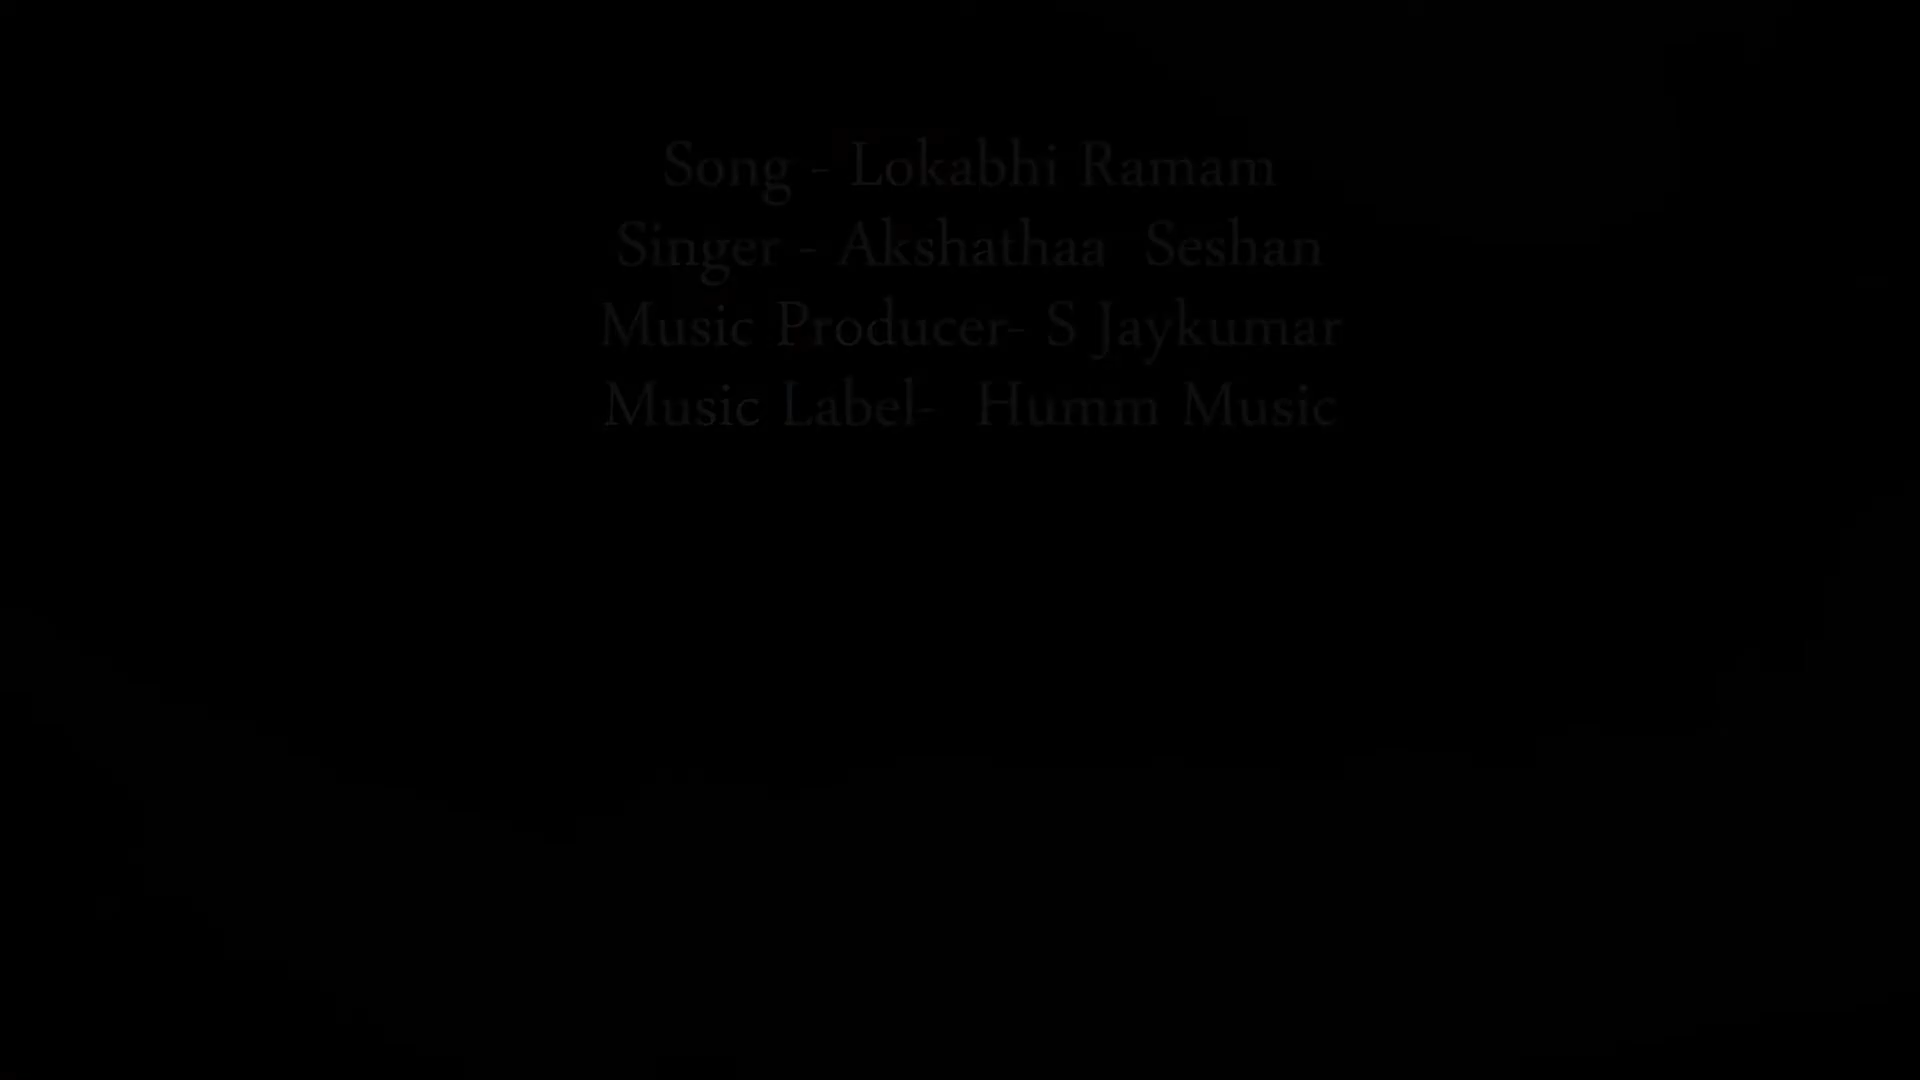 Song - Lokabhi Ramam
Singer - Akshathaa Seshan
Music Producer- S Jaykumar
Music Label- Humm Music